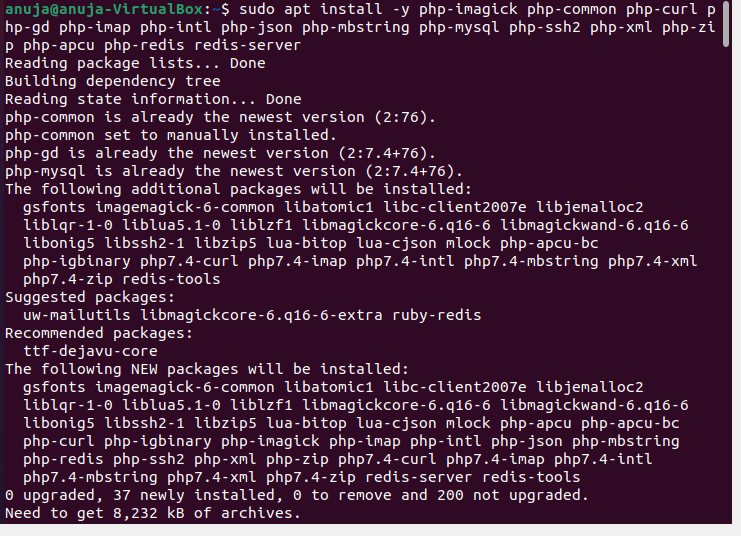 anuja@anuja-VirtualBox:~$ sudo apt install -y php-imagick php-common php-curl p
hp-gd php-imap php-intl php-json php-mbstring php-mysql php-ssh2 php-xml php-zi
p php-apcu php-redis redis-server
Reading package lists... Done
Building dependency tree
Reading state information... Done
php-common is already the newest version (2:76).
php-common set to manually installed.
php-gd is already the newest version (2:7.4+76).
php-mysql is already the newest version (2:7.4+76).
The following additional packages will be installed:
  gsfonts imagemagick-6-common libatomic1 libc-client2007e libjemalloc2
  liblqr-1-0 liblua5.1-0 liblzf1 libmagickcore-6.q16-6 libmagickwand-6.q16-6
  libonig5 libssh2-1 libzip5 lua-bitop lua-cjson mlock php-apcu-bc
  php-igbinary php7.4-curl php7.4-imap php7.4-intl php7.4-mbstring php7.4-xml
  php7.4-zip redis-tools
Suggested packages:
  uw-mailutils libmagickcore-6.q16-6-extra ruby-redis
Recommended packages:
  ttf-dejavu-core
The following NEW packages will be installed:
  gsfonts imagemagick-6-common libatomic1 libc-client2007e libjemalloc2
  liblqr-1-0 liblua5.1-0 liblzf1 libmagickcore-6.q16-6 libmagickwand-6.q16-6
  libonig5 libssh2-1 libzip5 lua-bitop lua-cjson mlock php-apcu php-apcu-bc
  php-curl php-igbinary php-imagick php-imap php-intl php-json php-mbstring
  php-redis php-ssh2 php-xml php-zip php7.4-curl php7.4-imap php7.4-intl
  php7.4-mbstring php7.4-xml php7.4-zip redis-server redis-tools
0 upgraded, 37 newly installed, 0 to remove and 200 not upgraded.
Need to get 8,232 kB of archives.